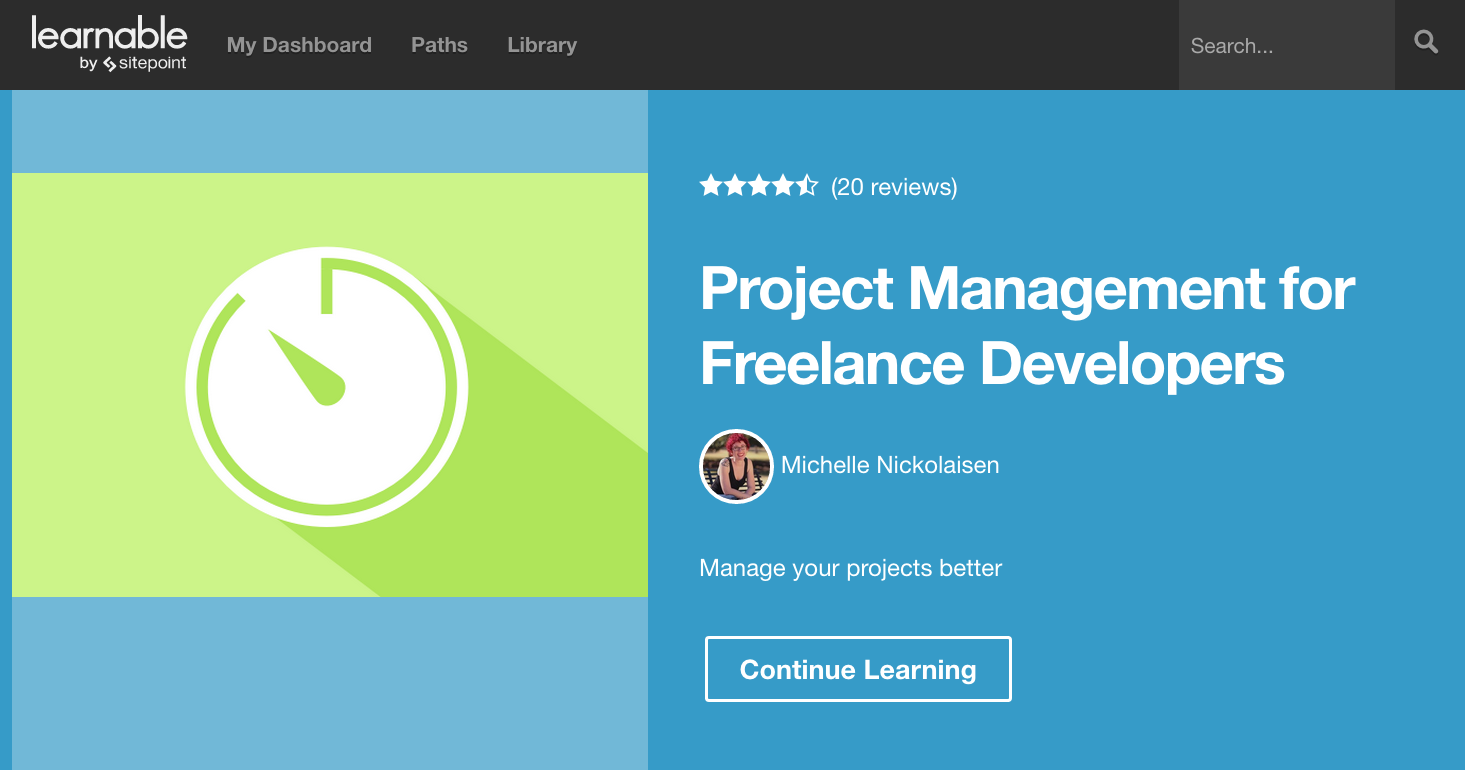 learnable
by sitepoint
My Dashboard
Paths
Library
Search...
(20 reviews)
Project Management for
Freelance Developers
Michelle Nickolaisen
Manage your projects better
Continue Learning